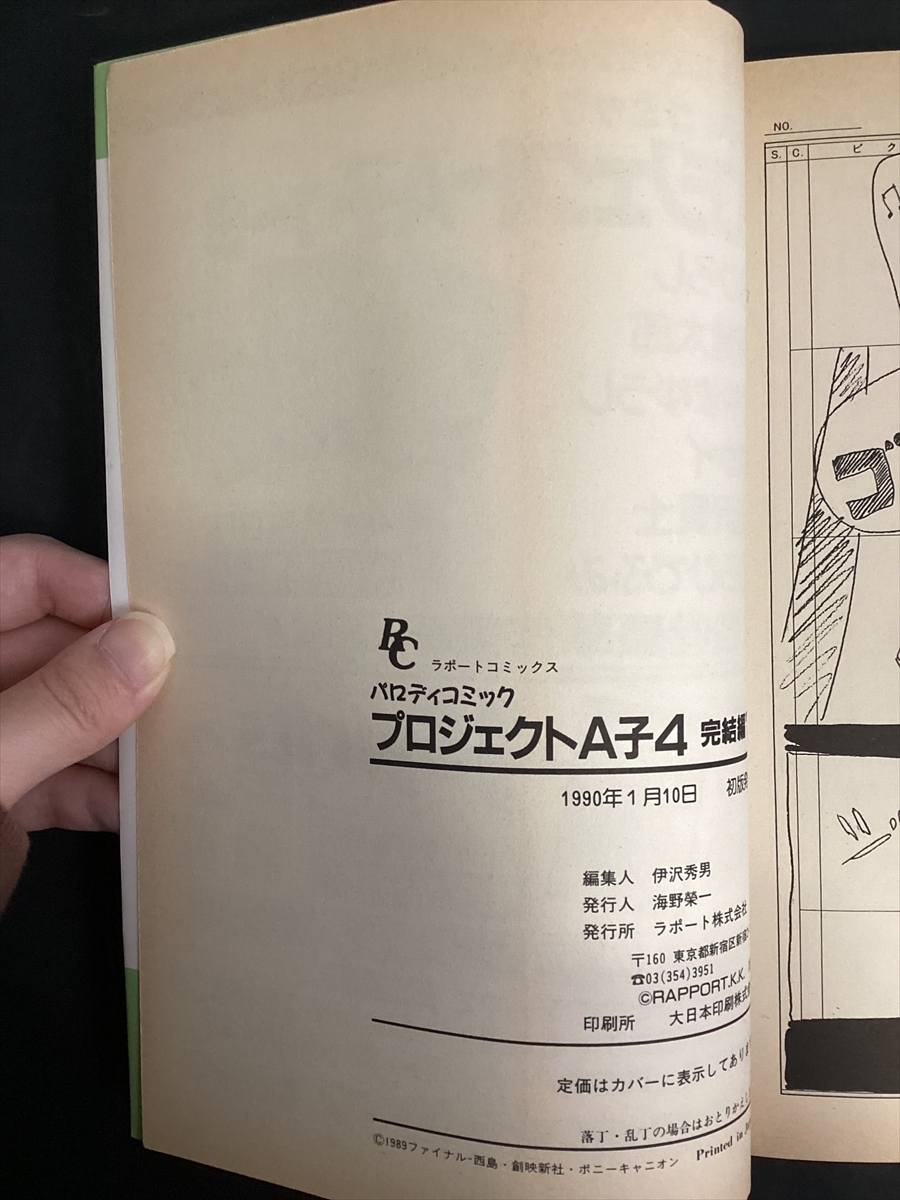 RC ラポートコミックス
パロディコミック
プロジェクトA子4 完結編
1990年1月10日 初版
編集人 伊沢秀男
発行人 海野榮一
発行所 ラポート株式会社
〒160 東京都新宿区新宿
☎03(354)3951
©RAPPORT.K.K.
印刷所 大日本印刷株式会
定価はカバーに表示してあり
落丁・乱丁の場合はおとりかえ
Printed in
©1989ファイナル-西島・創映新社・ポニーキャニオン
NO.
S. C. ピク
コ